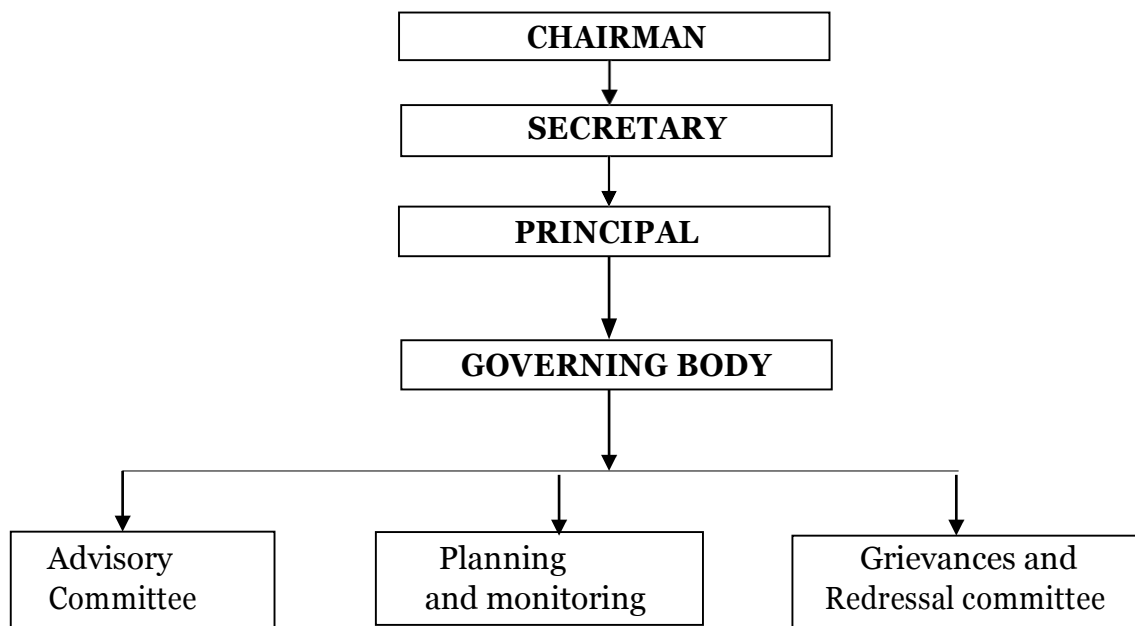 CHAIRMAN
SECRETARY
PRINCIPAL
GOVERNING BODY
Advisory
Committee
Planning
and monitoring
Grievances and
Redressal committee